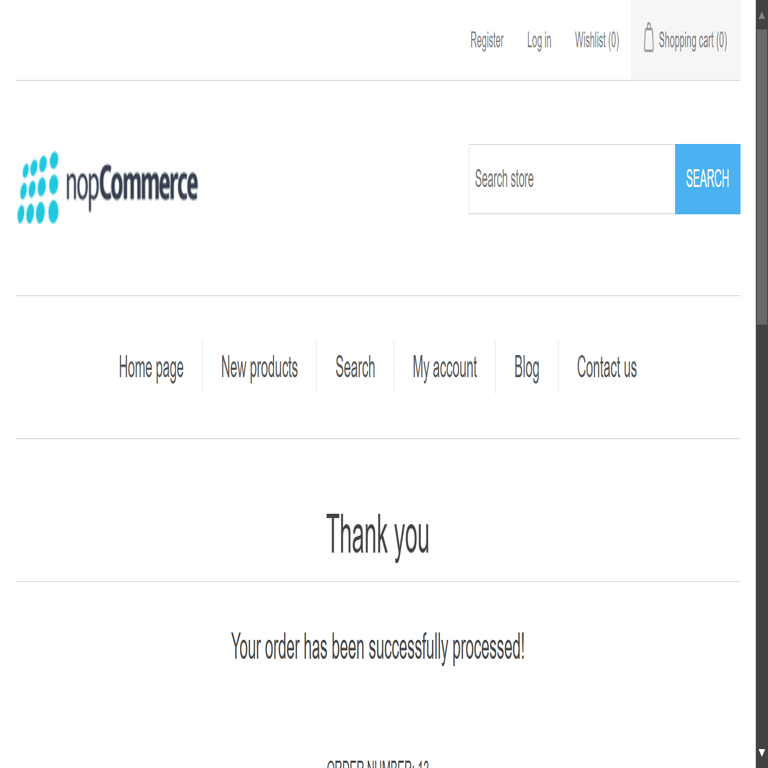 Register Log in Wishlist (0) Shopping cart (0)
nopCommerce
Search store SEARCH
Home page New products Search My account Blog Contact us
Thank you
Your order has been successfully processed!
ORDER NUMBER: 13